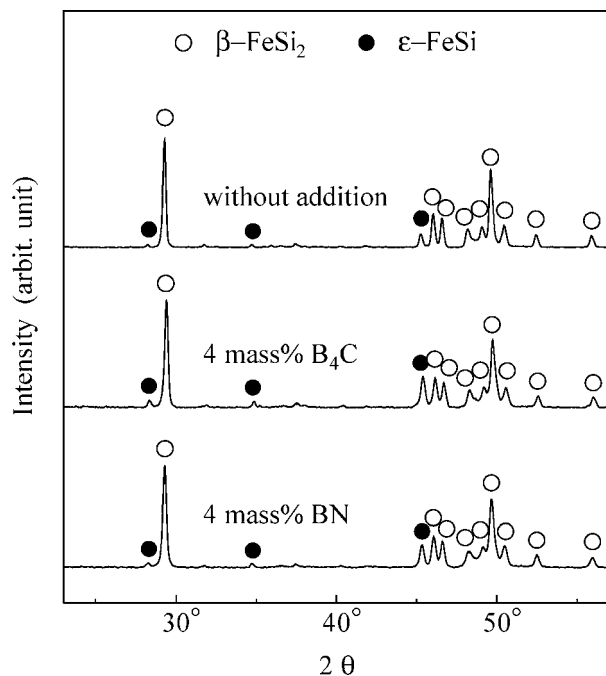 ○ β–FeSi₂ ● ε–FeSi
without addition
4 mass% B₄C
4 mass% BN
Intensity (arbit. unit)
30° 40° 50°
2 θ